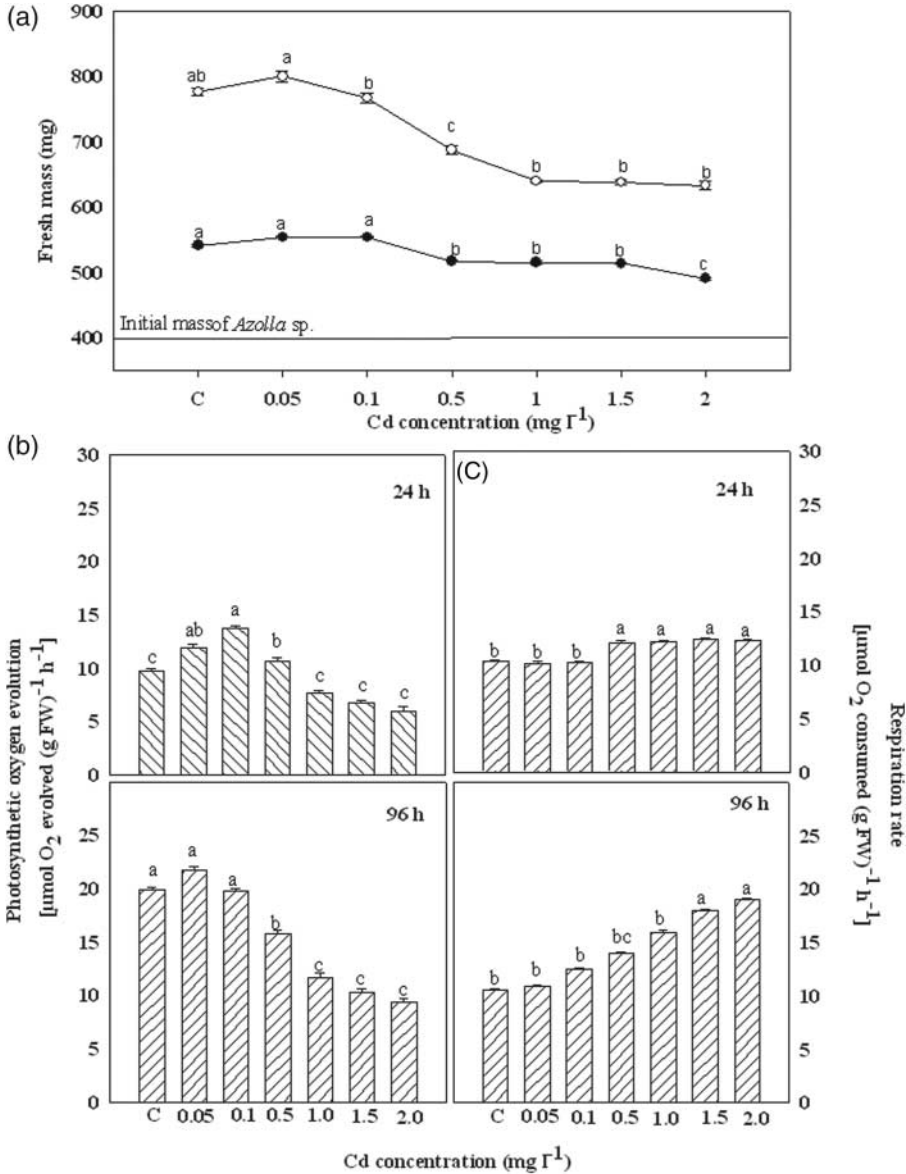 (a)
900
800
700
600
500
400
Fresh mass (mg)
ab
a
b
c
b
b
b
a
a
a
b
b
b
c
Initial massof Azolla sp.
C 0.05 0.1 0.5 1 1.5 2
Cd concentration (mg l⁻¹)
(b)
30
25
20
15
10
5
0
24 h
c ab a b c c c
(C)
30
25
20
15
10
5
0
24 h
b b b a a a a
Photosynthetic oxygen evolution
[µmol O₂ evolved (g FW)⁻¹ h⁻¹]
Respiration rate
[µmol O₂ consumed (g FW)⁻¹ h⁻¹]
96 h
25
20
15
10
5
0
a a a b c c c
C 0.05 0.1 0.5 1.0 1.5 2.0
96 h
25
20
15
10
5
0
b b b bc b a a
C 0.05 0.1 0.5 1.0 1.5 2.0
Cd concentration (mg l⁻¹)